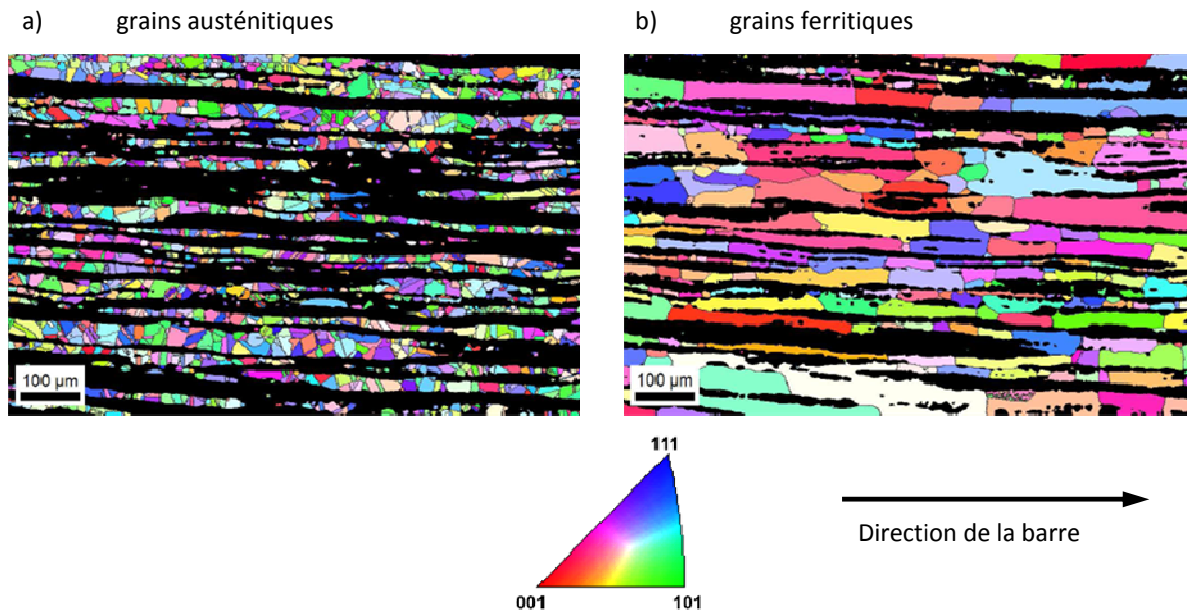 a) grains austénitiques
b) grains ferritiques
100 µm
100 µm
111
001
101
Direction de la barre